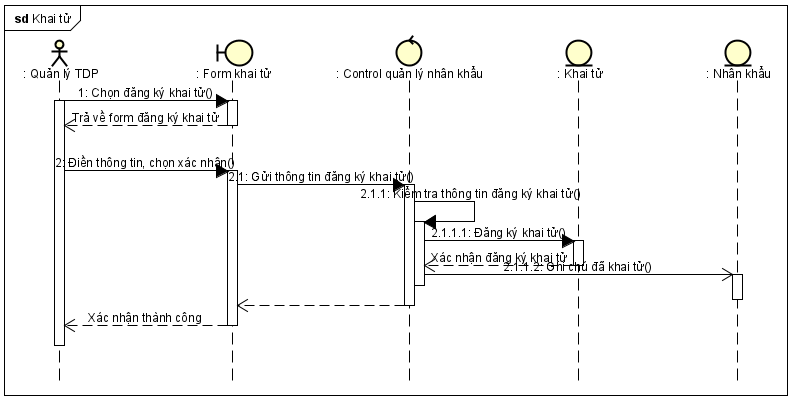 sd Khai tử
: Quản lý TDP
: Form khai tử
: Control quản lý nhân khẩu
: Khai tử
: Nhân khẩu
1: Chọn đăng ký khai tử()
Trả về form đăng ký khai tử
2: Điền thông tin, chọn xác nhận()
2.1: Gửi thông tin đăng ký khai tử()
2.1.1: Kiểm tra thông tin đăng ký khai tử()
2.1.1.1: Đăng ký khai tử()
Xác nhận đăng ký khai tử
2.1.1.2: Ghi chú đã khai tử()
Xác nhận thành công